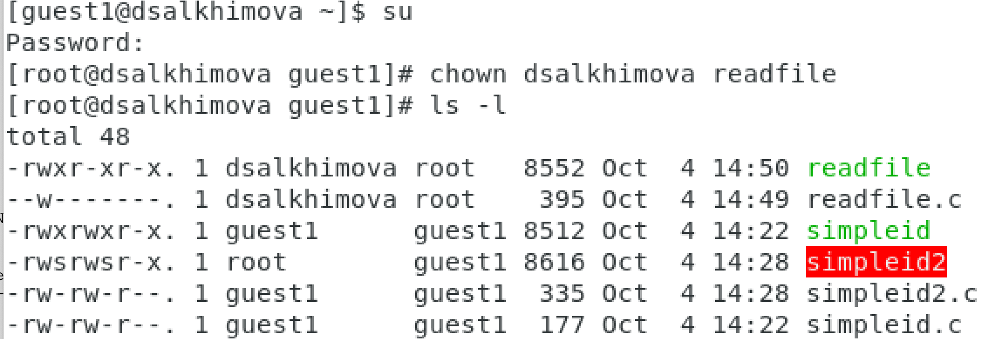 [guest1@dsalkhimova ~]$ su
Password:
[root@dsalkhimova guest1]# chown dsalkhimova readfile
[root@dsalkhimova guest1]# ls -l
total 48
-rwxr-xr-x. 1 dsalkhimova root   8552 Oct  4 14:50 readfile
--w-------. 1 dsalkhimova root    395 Oct  4 14:49 readfile.c
-rwxrwxr-x. 1 guest1      guest1 8512 Oct  4 14:22 simpleid
-rwsrwsr-x. 1 root        guest1 8616 Oct  4 14:28 simpleid2
-rw-rw-r--. 1 guest1      guest1  335 Oct  4 14:28 simpleid2.c
-rw-rw-r--. 1 guest1      guest1  177 Oct  4 14:22 simpleid.c